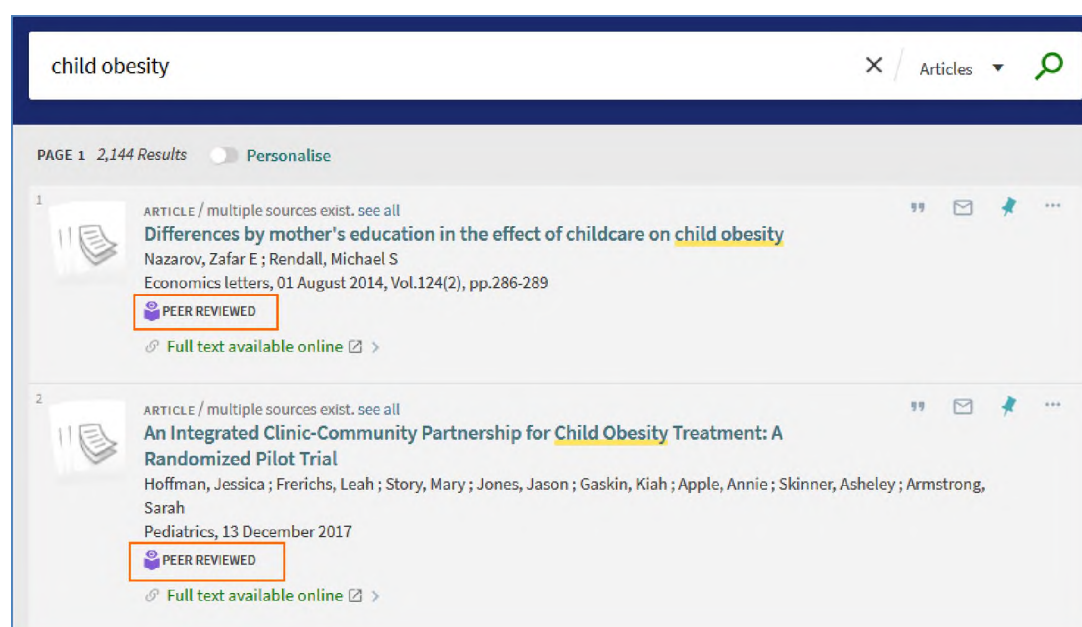 child obesity
Articles
PAGE 1 2,144 Results Personalise
1
ARTICLE / multiple sources exist. see all
Differences by mother's education in the effect of childcare on child obesity
Nazarov, Zafar E ; Rendall, Michael S
Economics letters, 01 August 2014, Vol.124(2), pp.286-289
PEER REVIEWED
Full text available online
2
ARTICLE / multiple sources exist. see all
An Integrated Clinic-Community Partnership for Child Obesity Treatment: A
Randomized Pilot Trial
Hoffman, Jessica ; Frerichs, Leah ; Story, Mary ; Jones, Jason ; Gaskin, Kiah ; Apple, Annie ; Skinner, Asheley ; Armstrong,
Sarah
Pediatrics, 13 December 2017
PEER REVIEWED
Full text available online